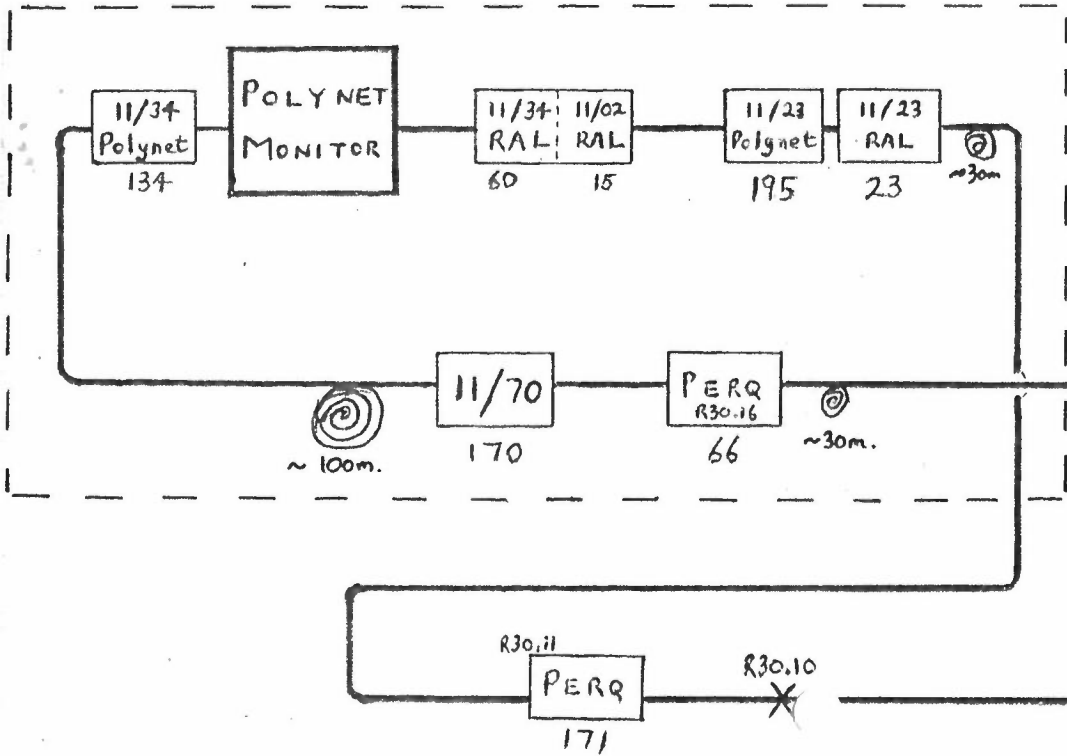 11/34
Polynet
134
POLYNET
MONITOR
11/34
RAL
60
11/02
RAL
15
11/23
Polynet
195
11/23
RAL
23
~30m
~ 100m.
11/70
170
PERQ
R30.16
66
~30m.
R30.11
PERQ
171
R30.10
X